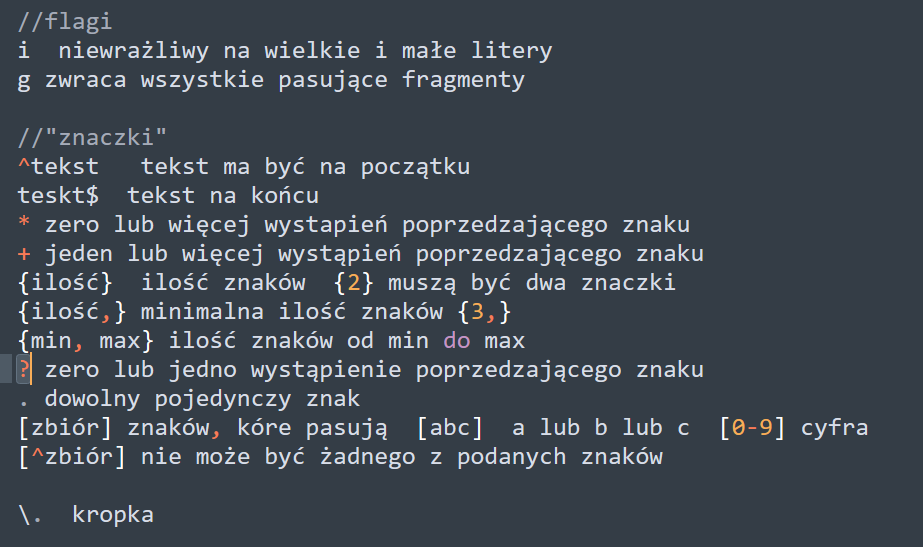 //flagi
i  niewrażliwy na wielkie i małe litery
g zwraca wszystkie pasujące fragmenty
//"znaczki"
^tekst   tekst ma być na początku
teskt$  tekst na końcu
* zero lub więcej wystapień poprzedzającego znaku
+ jeden lub więcej wystąpień poprzedzającego znaku
{ilość}  ilość znaków  {2} muszą być dwa znaczki
{ilość,} minimalna ilość znaków {3,}
{min, max} ilość znaków od min do max
? zero lub jedno wystąpienie poprzedzającego znaku
. dowolny pojedynczy znak
[zbiór] znaków, kóre pasują  [abc]  a lub b lub c  [0-9] cyfra
[^zbiór] nie może być żadnego z podanych znaków
\.  kropka